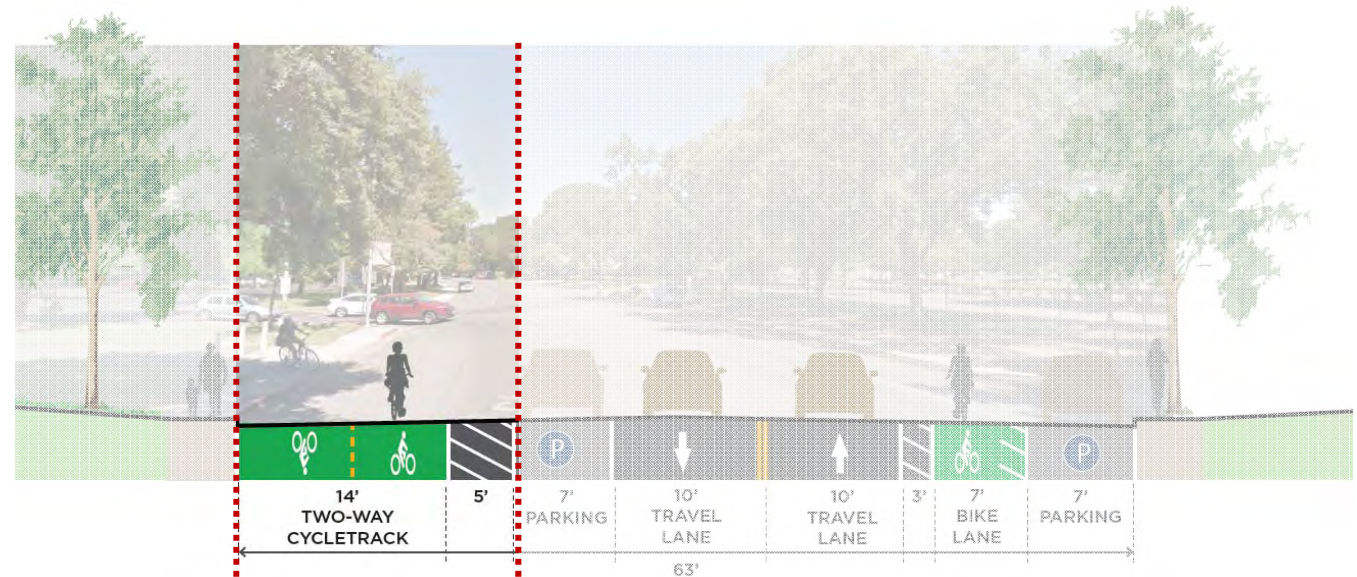 P
P
14’
TWO-WAY
CYCLETRACK
5’
7’
PARKING
10’
TRAVEL
LANE
10’
TRAVEL
LANE
3’
7’
BIKE
LANE
7’
PARKING
63’